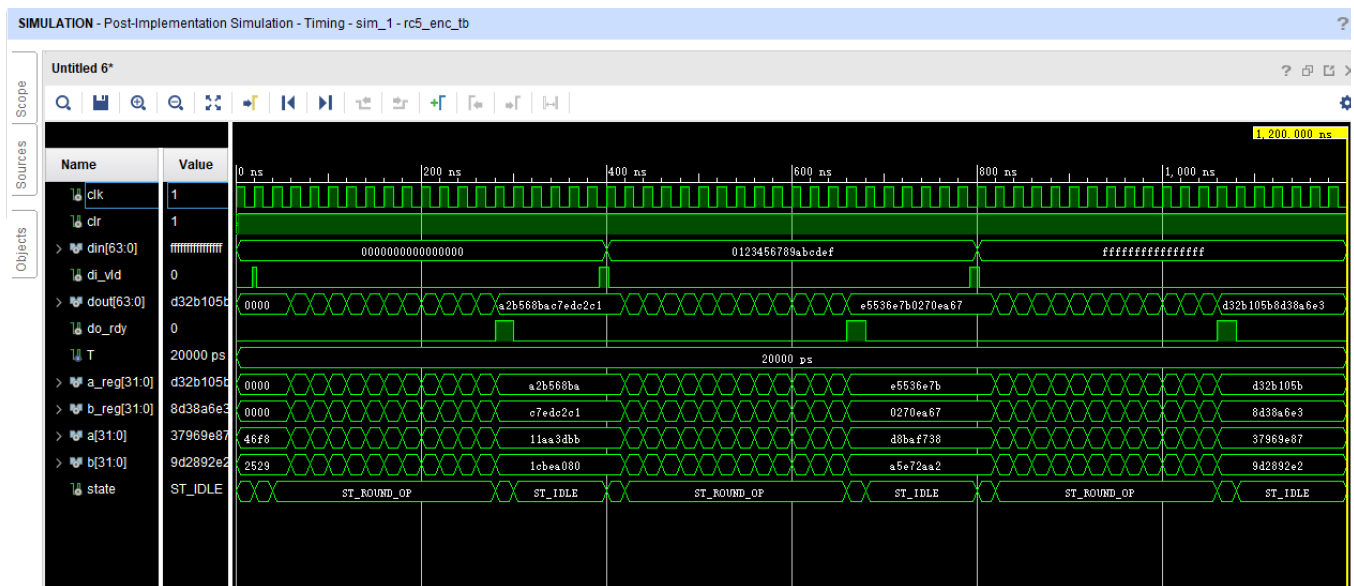 SIMULATION - Post-Implementation Simulation - Timing - sim_1 - rc5_enc_tb ?
Scope
Sources
Objects
Untitled 6* ?
1,200.000 ns
Name Value
0 ns 200 ns 400 ns 600 ns 800 ns 1,000 ns
clk 1
clr 1
din[63:0] ffffffffffffffff 0000000000000000 0123456789abcdef ffffffffffffffff
di_vld 0
dout[63:0] d32b105b 0000 a2b568bac7edc2c1 e5536e7b0270ea67 d32b105b8d38a6e3
do_rdy 0
T 20000 ps 20000 ps
a_reg[31:0] d32b105b 0000 a2b568ba e5536e7b d32b105b
b_reg[31:0] 8d38a6e3 0000 c7edc2c1 0270ea67 8d38a6e3
a[31:0] 37969e87 46f8 11aa3dbb d8baf738 37969e87
b[31:0] 9d2892e2 2529 1cbea080 a5e72aa2 9d2892e2
state ST_IDLE ST_ROUND_OP ST_IDLE ST_ROUND_OP ST_IDLE ST_ROUND_OP ST_IDLE